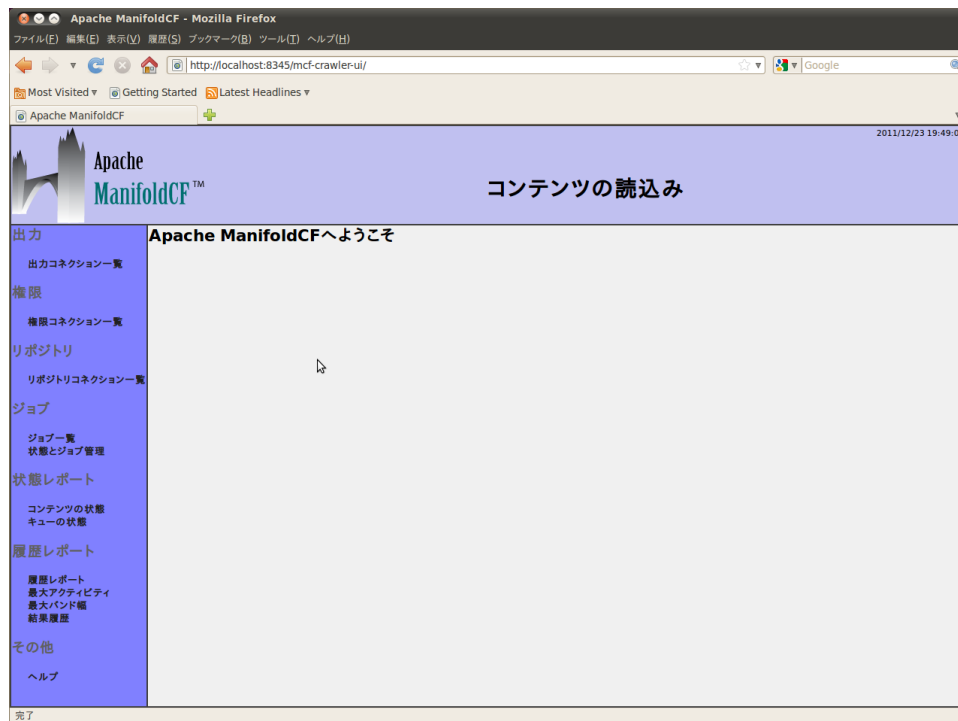 Apache ManifoldCF - Mozilla Firefox
ファイル(F) 編集(E) 表示(V) 履歴(S) ブックマーク(B) ツール(T) ヘルプ(H)
http://localhost:8345/mcf-crawler-ui/
Google
Most Visited
Getting Started
Latest Headlines
Apache ManifoldCF
2011/12/23 19:49:0
Apache
ManifoldCF™
コンテンツの読込み
出力
出力コネクション一覧
権限
権限コネクション一覧
リポジトリ
リポジトリコネクション一覧
ジョブ
ジョブ一覧
状態とジョブ管理
状態レポート
コンテンツの状態
キューの状態
履歴レポート
履歴レポート
最大アクティビティ
最大バンド幅
結果履歴
その他
ヘルプ
Apache ManifoldCFへようこそ
完了